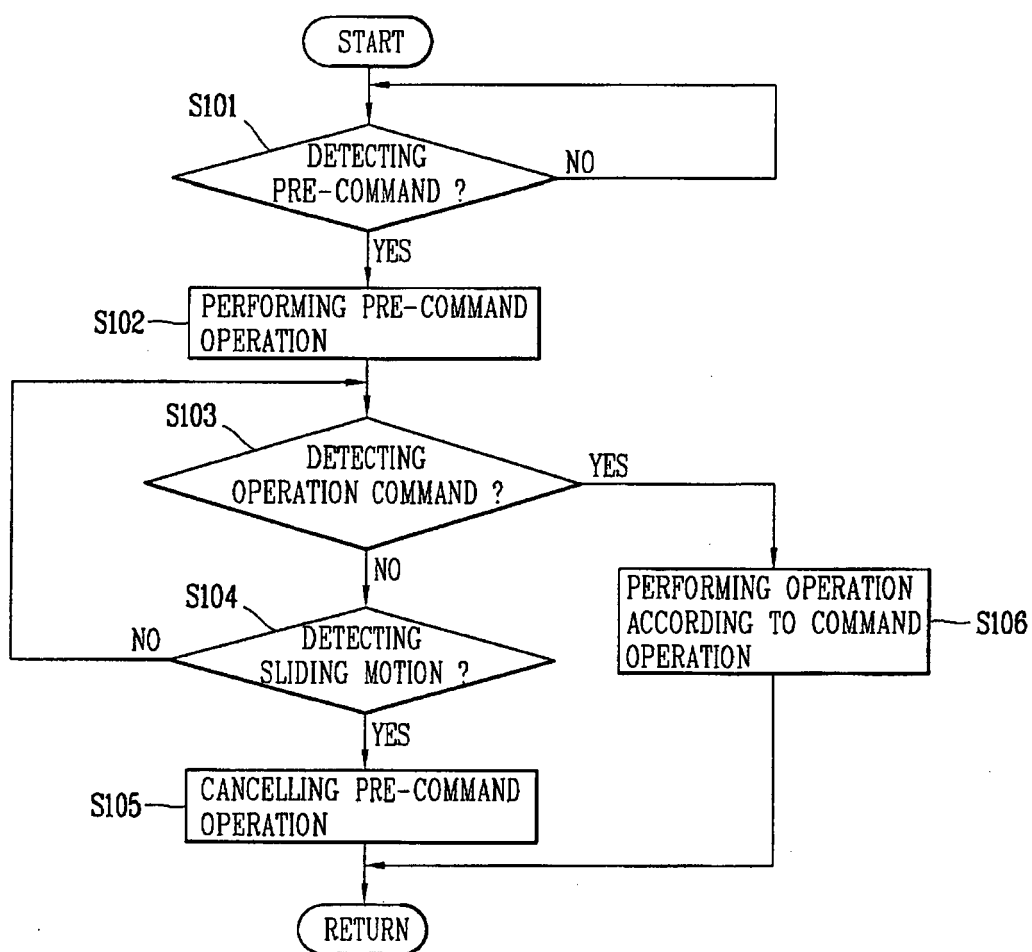 START
S101
DETECTING
PRE-COMMAND ?
NO
YES
S102
PERFORMING PRE-COMMAND
OPERATION
S103
DETECTING
OPERATION COMMAND ?
YES
NO
S104
DETECTING
SLIDING MOTION ?
NO
YES
PERFORMING OPERATION
ACCORDING TO COMMAND
OPERATION
S106
S105
CANCELLING PRE-COMMAND
OPERATION
RETURN